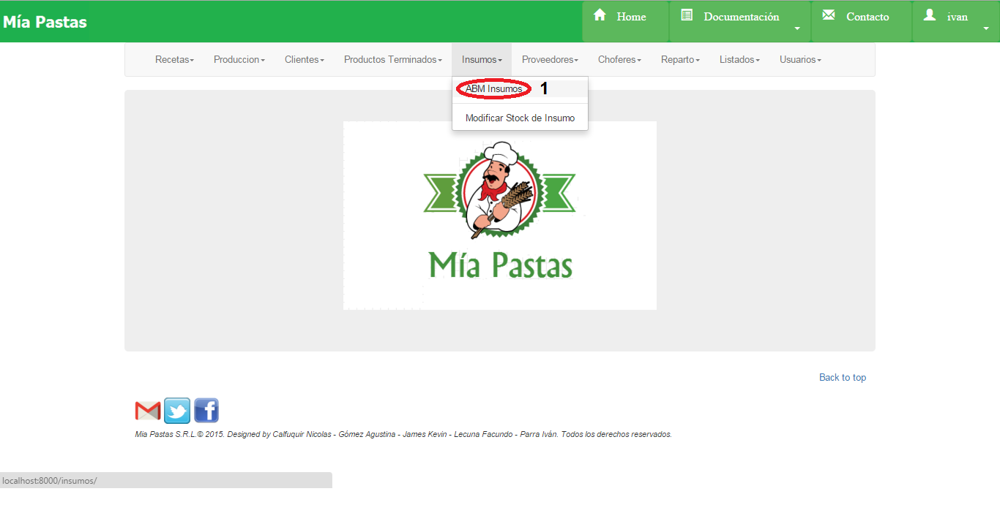 Mía Pastas
Home
Documentación
Contacto
ivan
Recetas
Produccion
Clientes
Productos Terminados
Insumos
Proveedores
Choferes
Reparto
Listados
Usuarios
ABM Insumos
1
Modificar Stock de Insumo
Mía Pastas
Back to top
Mia Pastas S.R.L.© 2015. Designed by Calfuquir Nicolas - Gómez Agustina - James Kevin - Lecuna Facundo - Parra Iván. Todos los derechos reservados.
localhost:8000/insumos/